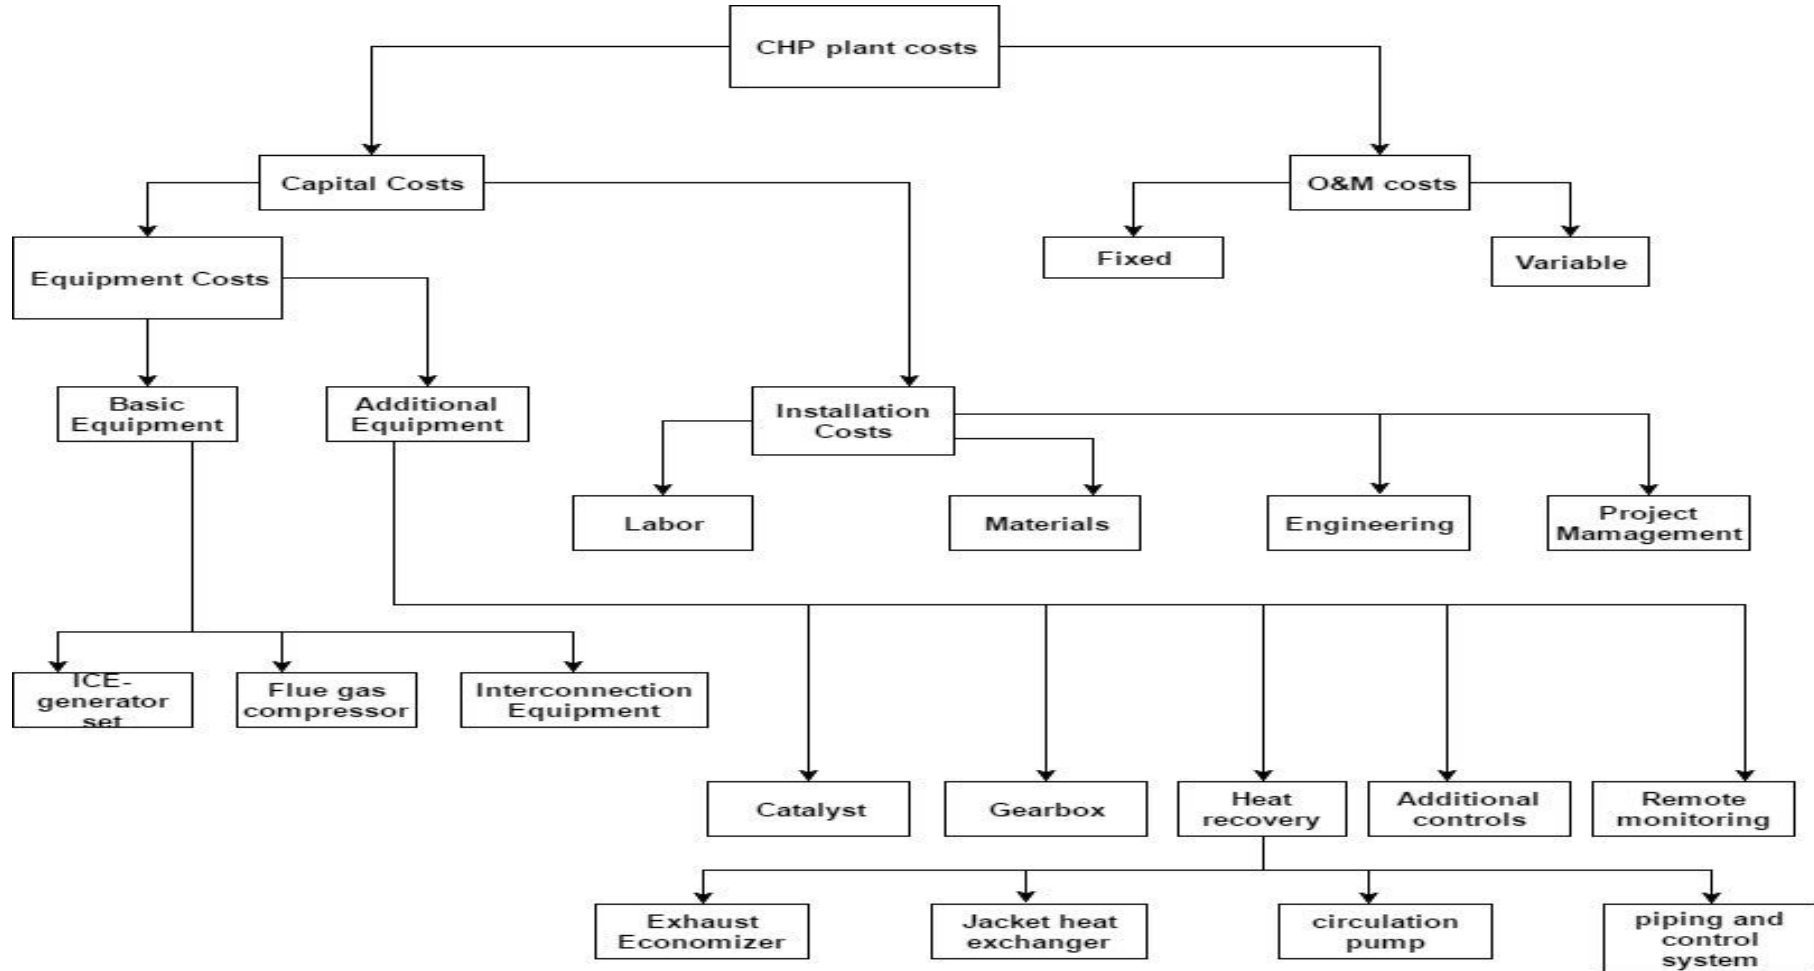 CHP plant costs
Capital Costs
O&M costs
Equipment Costs
Fixed
Variable
Basic
Equipment
Additional
Equipment
Installation
Costs
Labor
Materials
Engineering
Project
Mamagement
ICE-
generator
set
Flue gas
compressor
Interconnection
Equipment
Catalyst
Gearbox
Heat
recovery
Additional
controls
Remote
monitoring
Exhaust
Economizer
Jacket heat
exchanger
circulation
pump
piping and
control
system